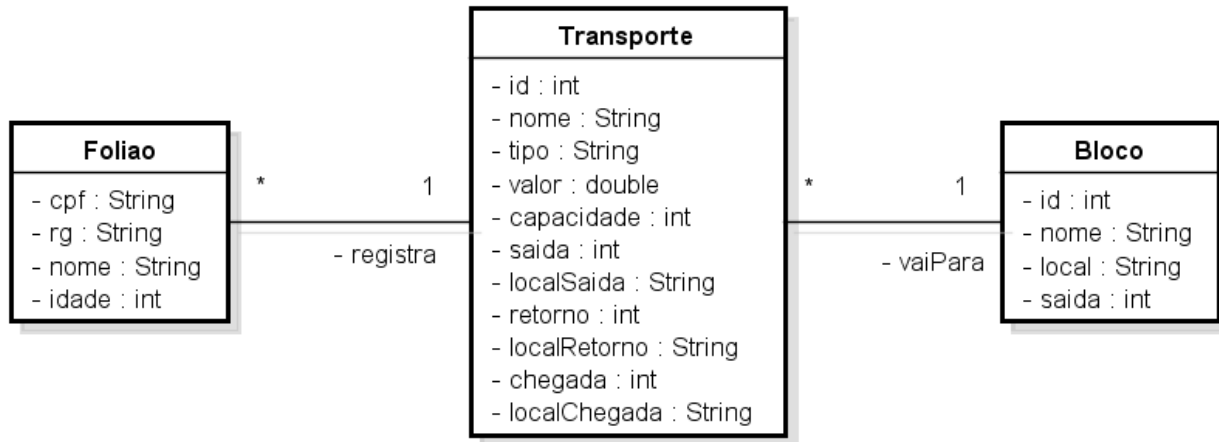 Foliao
- cpf : String
- rg : String
- nome : String
- idade : int
*
1
- registra
Transporte
- id : int
- nome : String
- tipo : String
- valor : double
- capacidade : int
- saida : int
- localSaida : String
- retorno : int
- localRetorno : String
- chegada : int
- localChegada : String
*
1
- vaiPara
Bloco
- id : int
- nome : String
- local : String
- saida : int